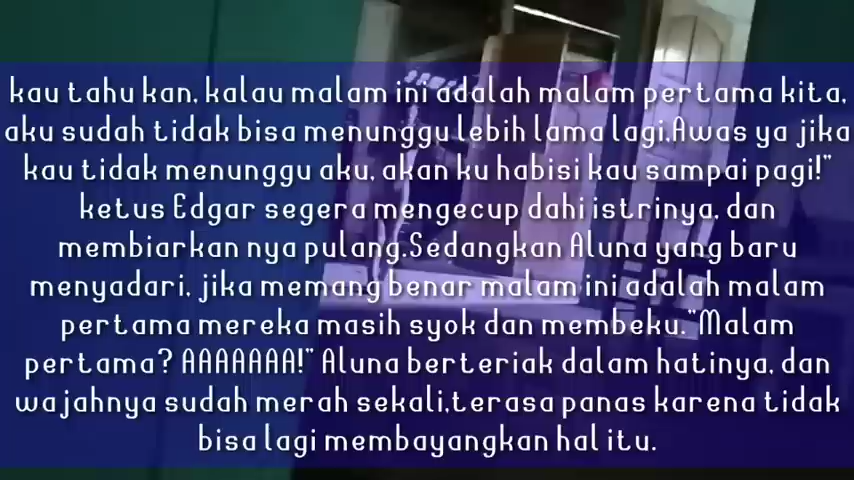 kau tahu kan, kalau malam ini adalah malam pertama kita,
aku sudah tidak bisa menunggu lebih lama lagi.Awas ya jika
kau tidak menunggu aku, akan ku habisi kau sampai pagi!"
ketus Edgar segera mengecup dahi istrinya, dan
membiarkan nya pulang.Sedangkan Aluna yang baru
menyadari, jika memang benar malam ini adalah malam
pertama mereka masih syok dan membeku."Malam
pertama? AAAAAAA!" Aluna berteriak dalam hatinya, dan
wajahnya sudah merah sekali,terasa panas karena tidak
bisa lagi membayangkan hal itu.